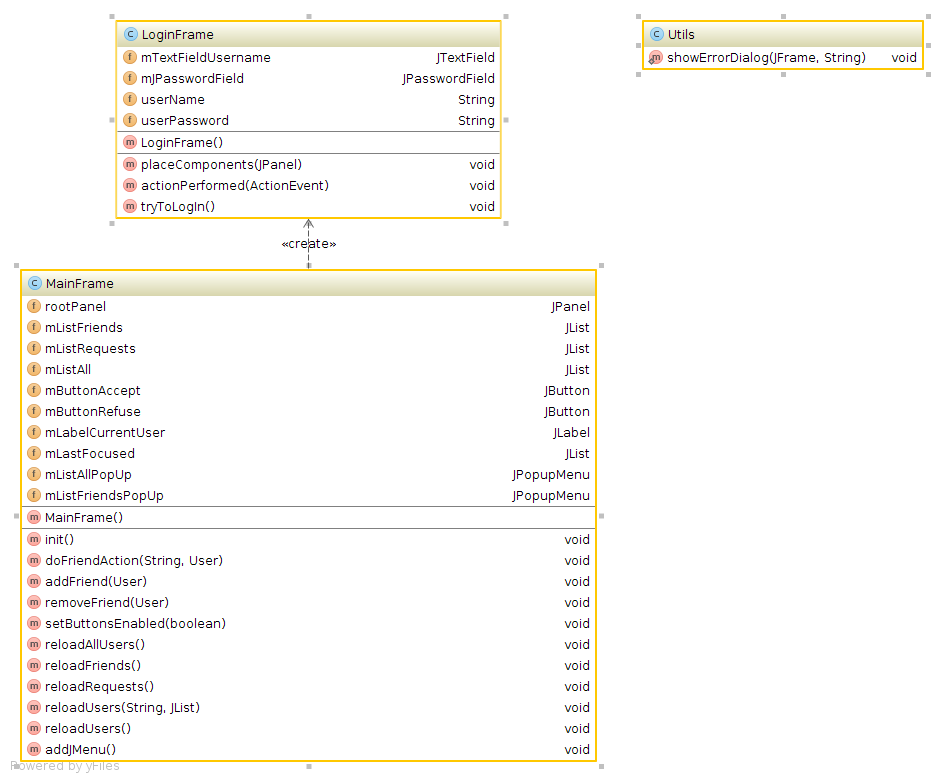 C LoginFrame
f mTextFieldUsername JTextField
f mJPasswordField JPasswordField
f userName String
f userPassword String
m LoginFrame()
m placeComponents(JPanel) void
m actionPerformed(ActionEvent) void
m tryToLogIn() void
C Utils
m showErrorDialog(JFrame, String) void
«create»
C MainFrame
f rootPanel JPanel
f mListFriends JList
f mListRequests JList
f mListAll JList
f mButtonAccept JButton
f mButtonRefuse JButton
f mLabelCurrentUser JLabel
f mLastFocused JList
f mListAllPopUp JPopupMenu
f mListFriendsPopUp JPopupMenu
m MainFrame()
m init() void
m doFriendAction(String, User) void
m addFriend(User) void
m removeFriend(User) void
m setButtonsEnabled(boolean) void
m reloadAllUsers() void
m reloadFriends() void
m reloadRequests() void
m reloadUsers(String, JList) void
m reloadUsers() void
m addJMenu() void
Powered by yFiles